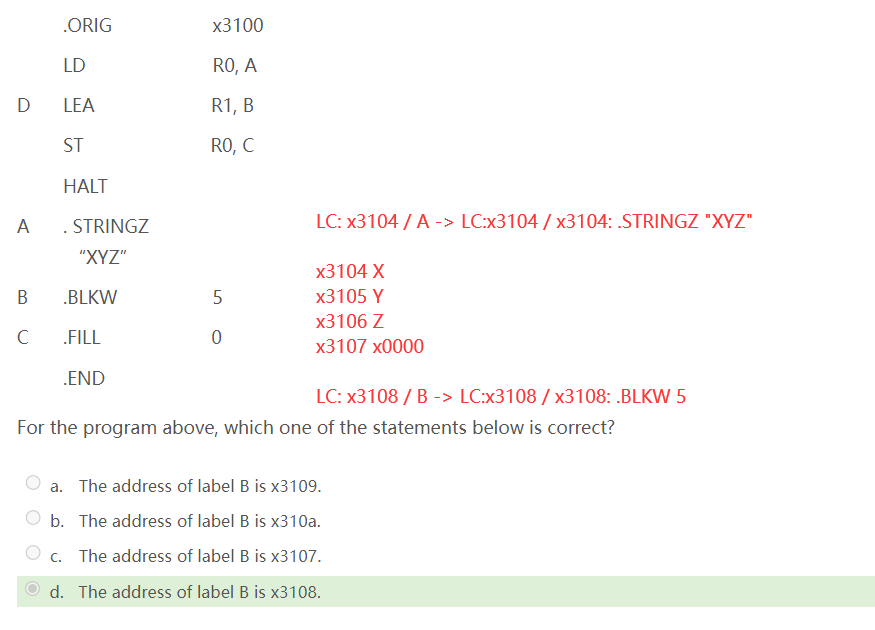 .ORIG x3100
LD R0, A
D LEA R1, B
ST R0, C
HALT
A . STRINGZ LC: x3104 / A -> LC:x3104 / x3104: .STRINGZ "XYZ"
“XYZ”
x3104 X
B .BLKW 5 x3105 Y
x3106 Z
C .FILL 0
x3107 x0000
.END
LC: x3108 / B -> LC:x3108 / x3108: .BLKW 5
For the program above, which one of the statements below is correct?
a. The address of label B is x3109.
b. The address of label B is x310a.
c. The address of label B is x3107.
d. The address of label B is x3108.